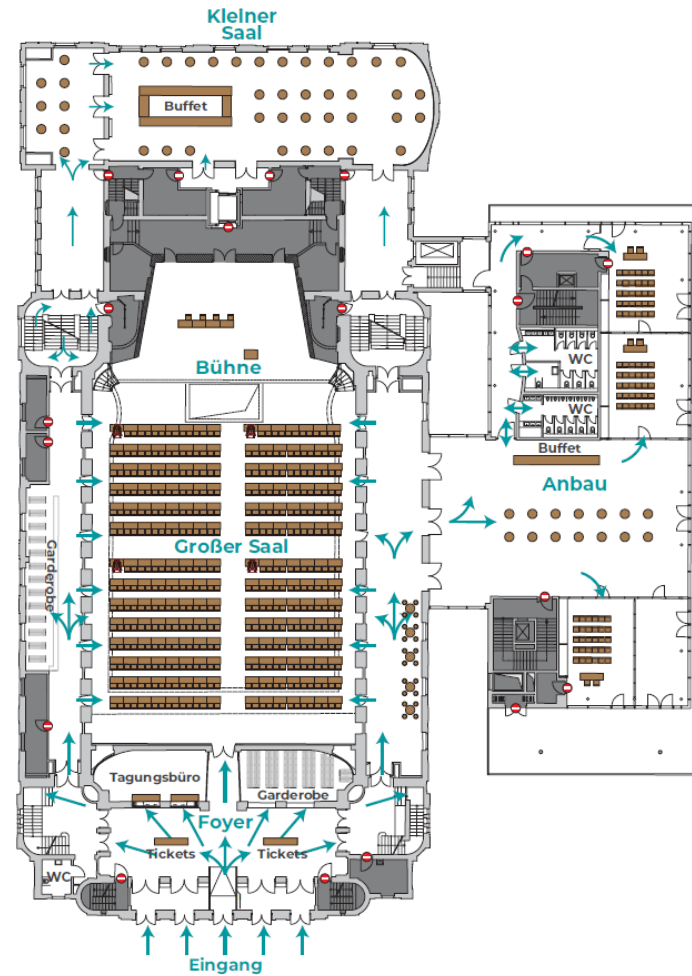 Kleiner
Saal
Buffet
Bühne
WC
WC
Buffet
Anbau
Großer Saal
Garderobe
Tagungsbüro
Garderobe
Foyer
Tickets
Tickets
WC
Eingang